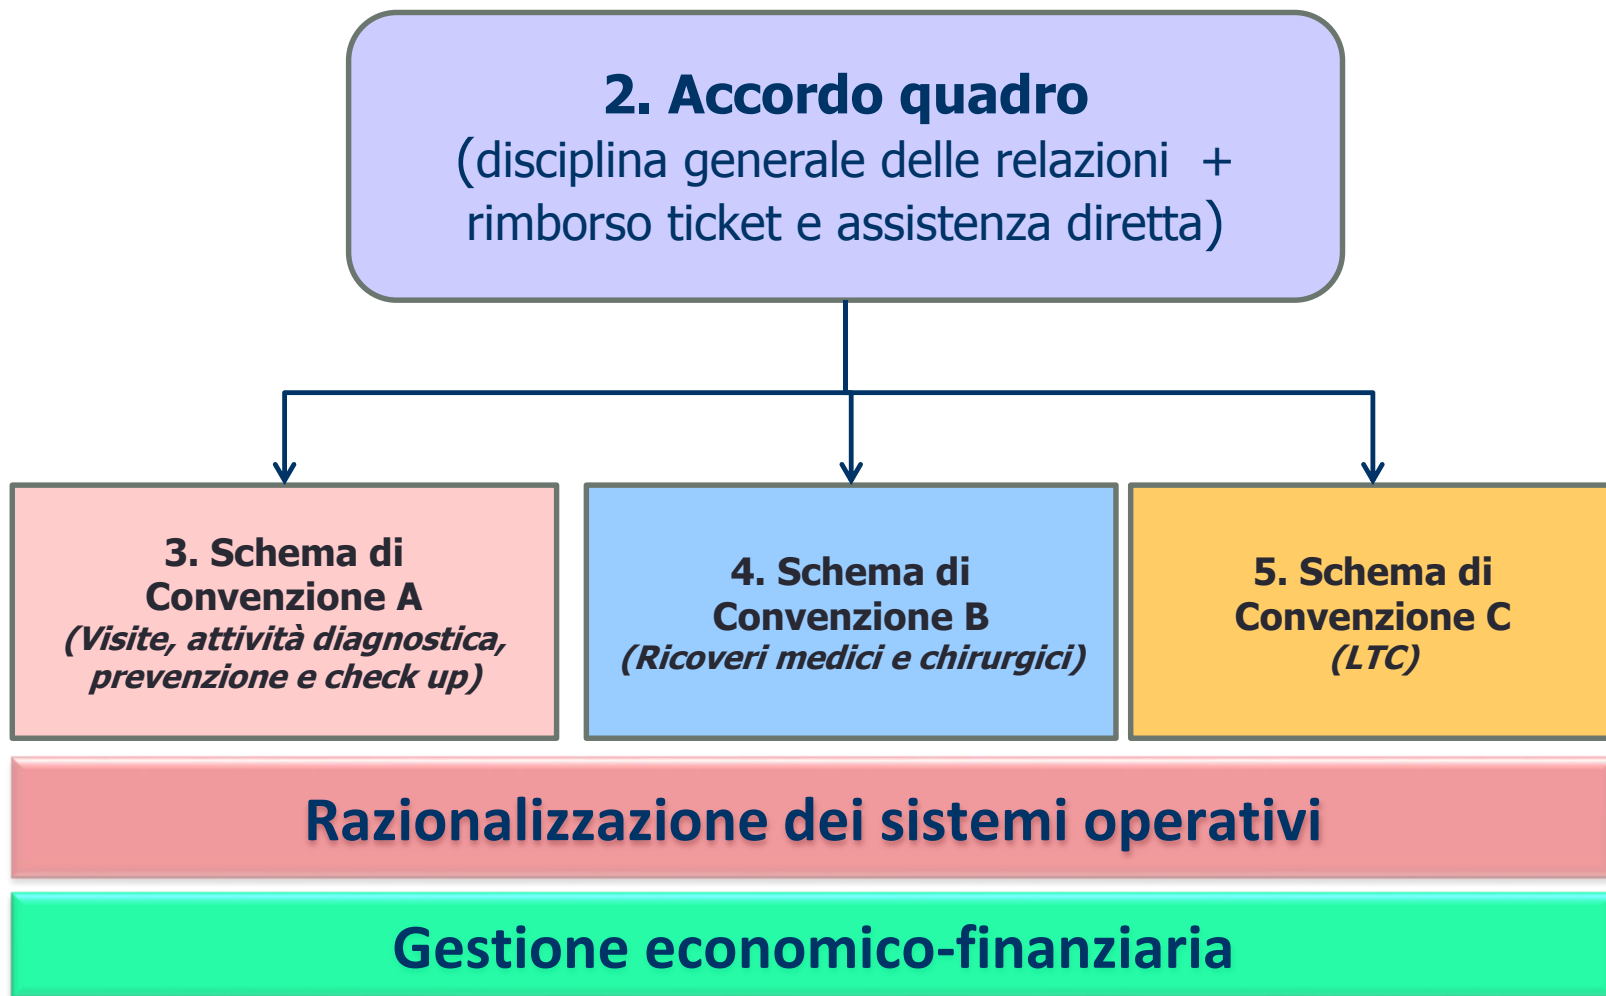 2. Accordo quadro
(disciplina generale delle relazioni +
rimborso ticket e assistenza diretta)
3. Schema di
Convenzione A
(Visite, attività diagnostica,
prevenzione e check up)
4. Schema di
Convenzione B
(Ricoveri medici e chirurgici)
5. Schema di
Convenzione C
(LTC)
Razionalizzazione dei sistemi operativi
Gestione economico-finanziaria